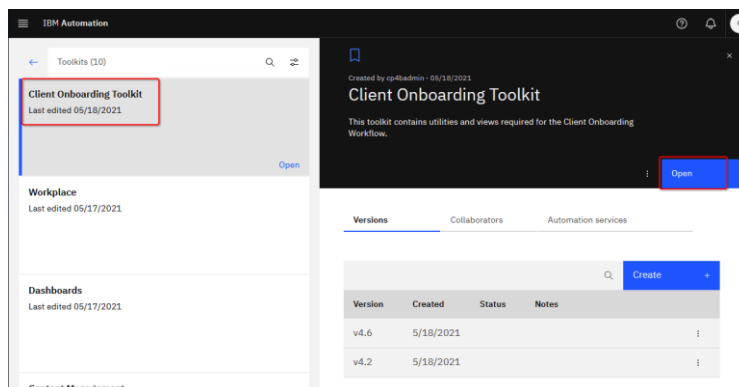 IBM Automation
Toolkits (10)
Client Onboarding Toolkit
Last edited 05/18/2021
Open
Workplace
Last edited 05/17/2021
Dashboards
Last edited 05/17/2021
Content Management
Created by cp4badmin - 05/18/2021
Client Onboarding Toolkit
This toolkit contains utilities and views required for the Client Onboarding
Workflow.
Open
Versions Collaborators Automation services
Create +
Version Created Status Notes
v4.6 5/18/2021
v4.2 5/18/2021